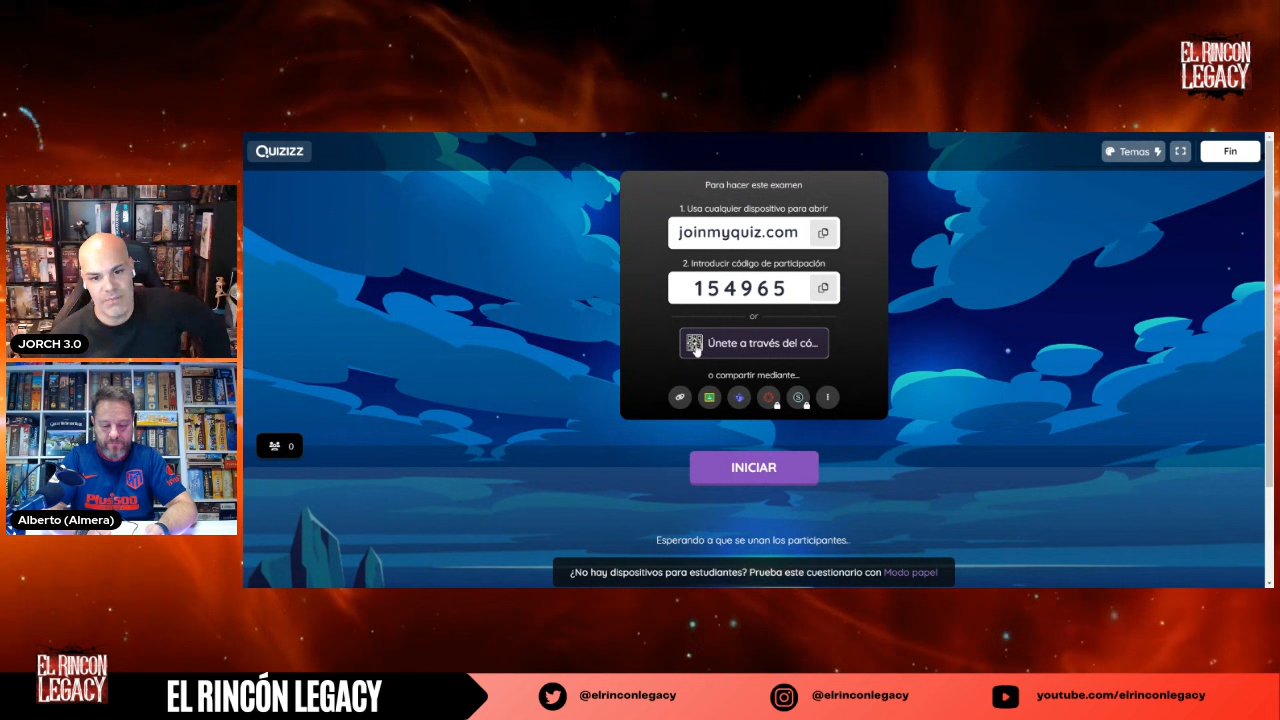 EL RINCON
LEGACY
QUIZIZZ
Temas
Fin
Para hacer este examen
1. Usa cualquier dispositivo para abrir
joinmyquiz.com
2. Introducir código de participación
154965
or
Únete a través del có...
o compartir mediante...
0
INICIAR
Esperando a que se unan los participantes..
¿No hay dispositivos para estudiantes? Prueba este cuestionario con Modo papel
JORCH 3.0
Plus500
Alberto (Almera)
EL RINCON
LEGACY
EL RINCÓN LEGACY
@elrinconlegacy
@elrinconlegacy
youtube.com/elrinconlegacy